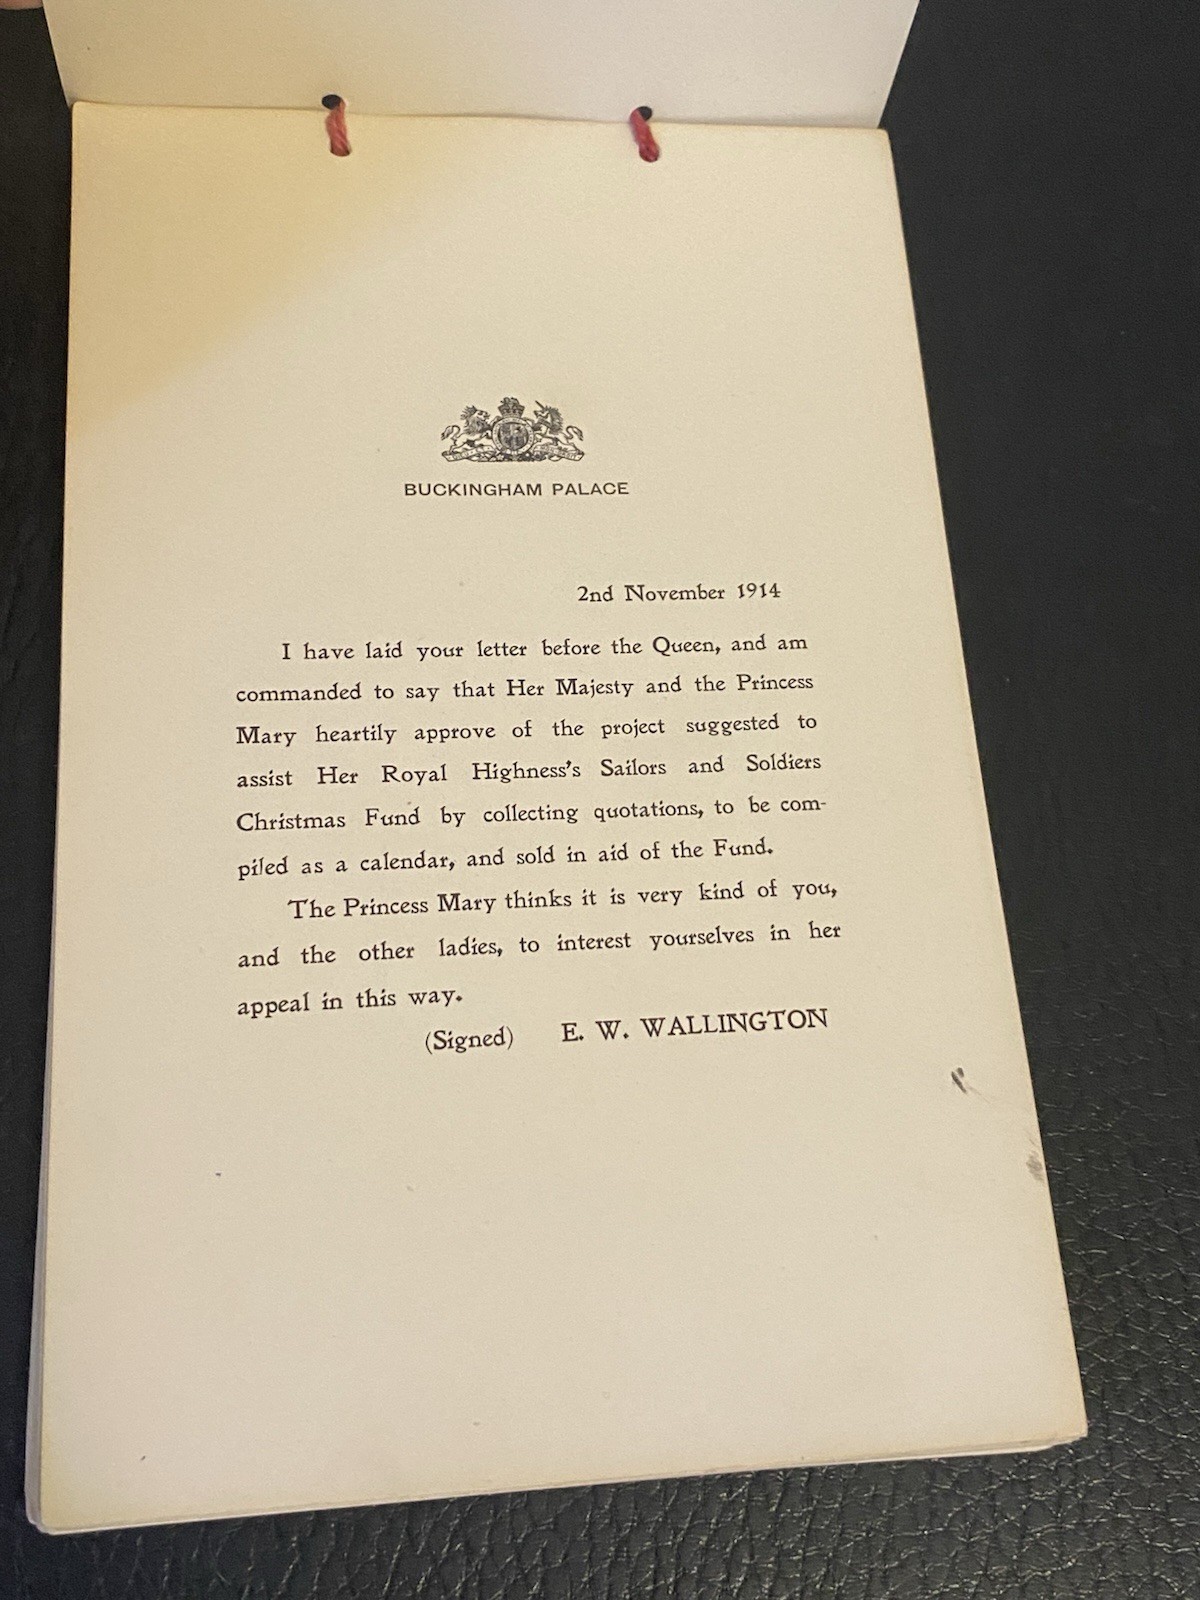 BUCKINGHAM PALACE
2nd November 1914
I have laid your letter before the Queen, and am
commanded to say that Her Majesty and the Princess
Mary heartily approve of the project suggested to
assist Her Royal Highness's Sailors and Soldiers
Christmas Fund by collecting quotations, to be com-
piled as a calendar, and sold in aid of the Fund.
The Princess Mary thinks it is very kind of you,
and the other ladies, to interest yourselves in her
appeal in this way.
(Signed) E. W. WALLINGTON